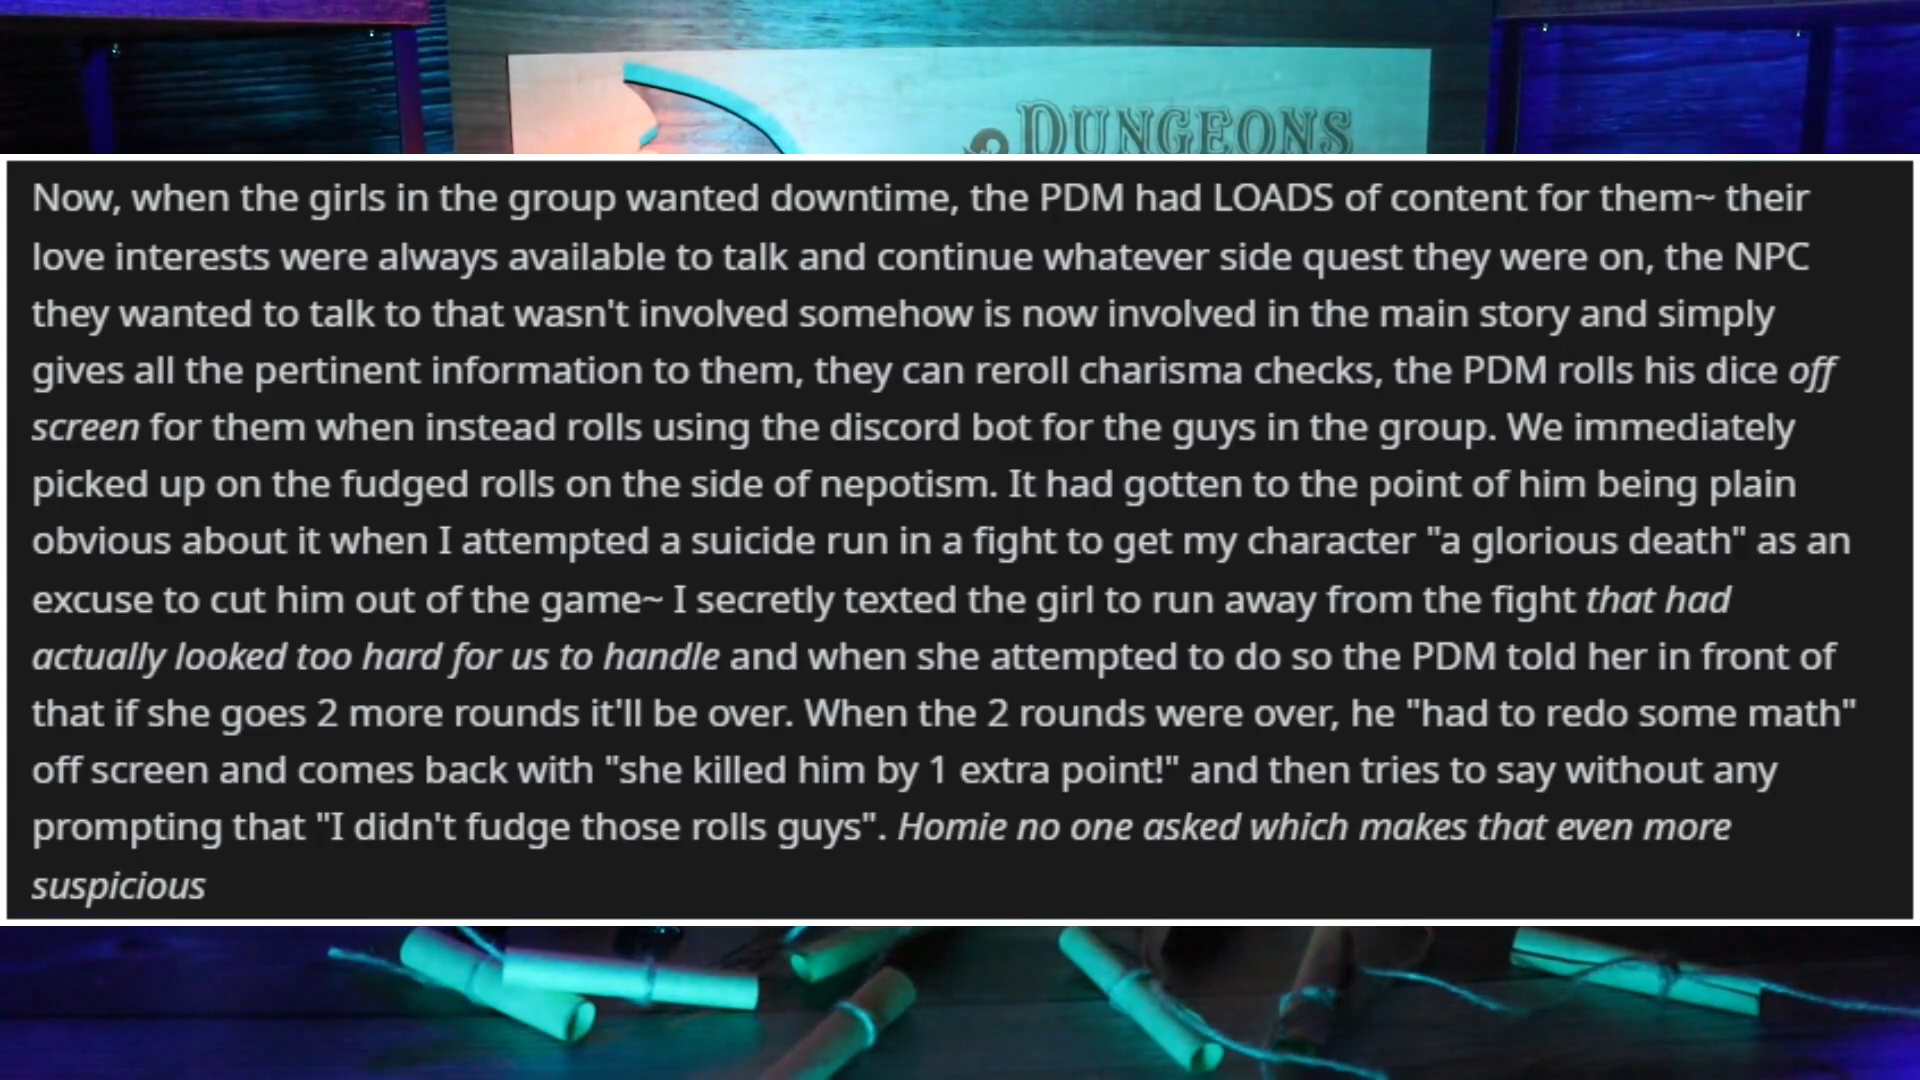 DUNGEONS
Now, when the girls in the group wanted downtime, the PDM had LOADS of content for them~ their
love interests were always available to talk and continue whatever side quest they were on, the NPC
they wanted to talk to that wasn't involved somehow is now involved in the main story and simply
gives all the pertinent information to them, they can reroll charisma checks, the PDM rolls his dice off
screen for them when instead rolls using the discord bot for the guys in the group. We immediately
picked up on the fudged rolls on the side of nepotism. It had gotten to the point of him being plain
obvious about it when I attempted a suicide run in a fight to get my character "a glorious death" as an
excuse to cut him out of the game~ I secretly texted the girl to run away from the fight that had
actually looked too hard for us to handle and when she attempted to do so the PDM told her in front of
that if she goes 2 more rounds it'll be over. When the 2 rounds were over, he "had to redo some math"
off screen and comes back with "she killed him by 1 extra point!" and then tries to say without any
prompting that "I didn't fudge those rolls guys". Homie no one asked which makes that even more
suspicious